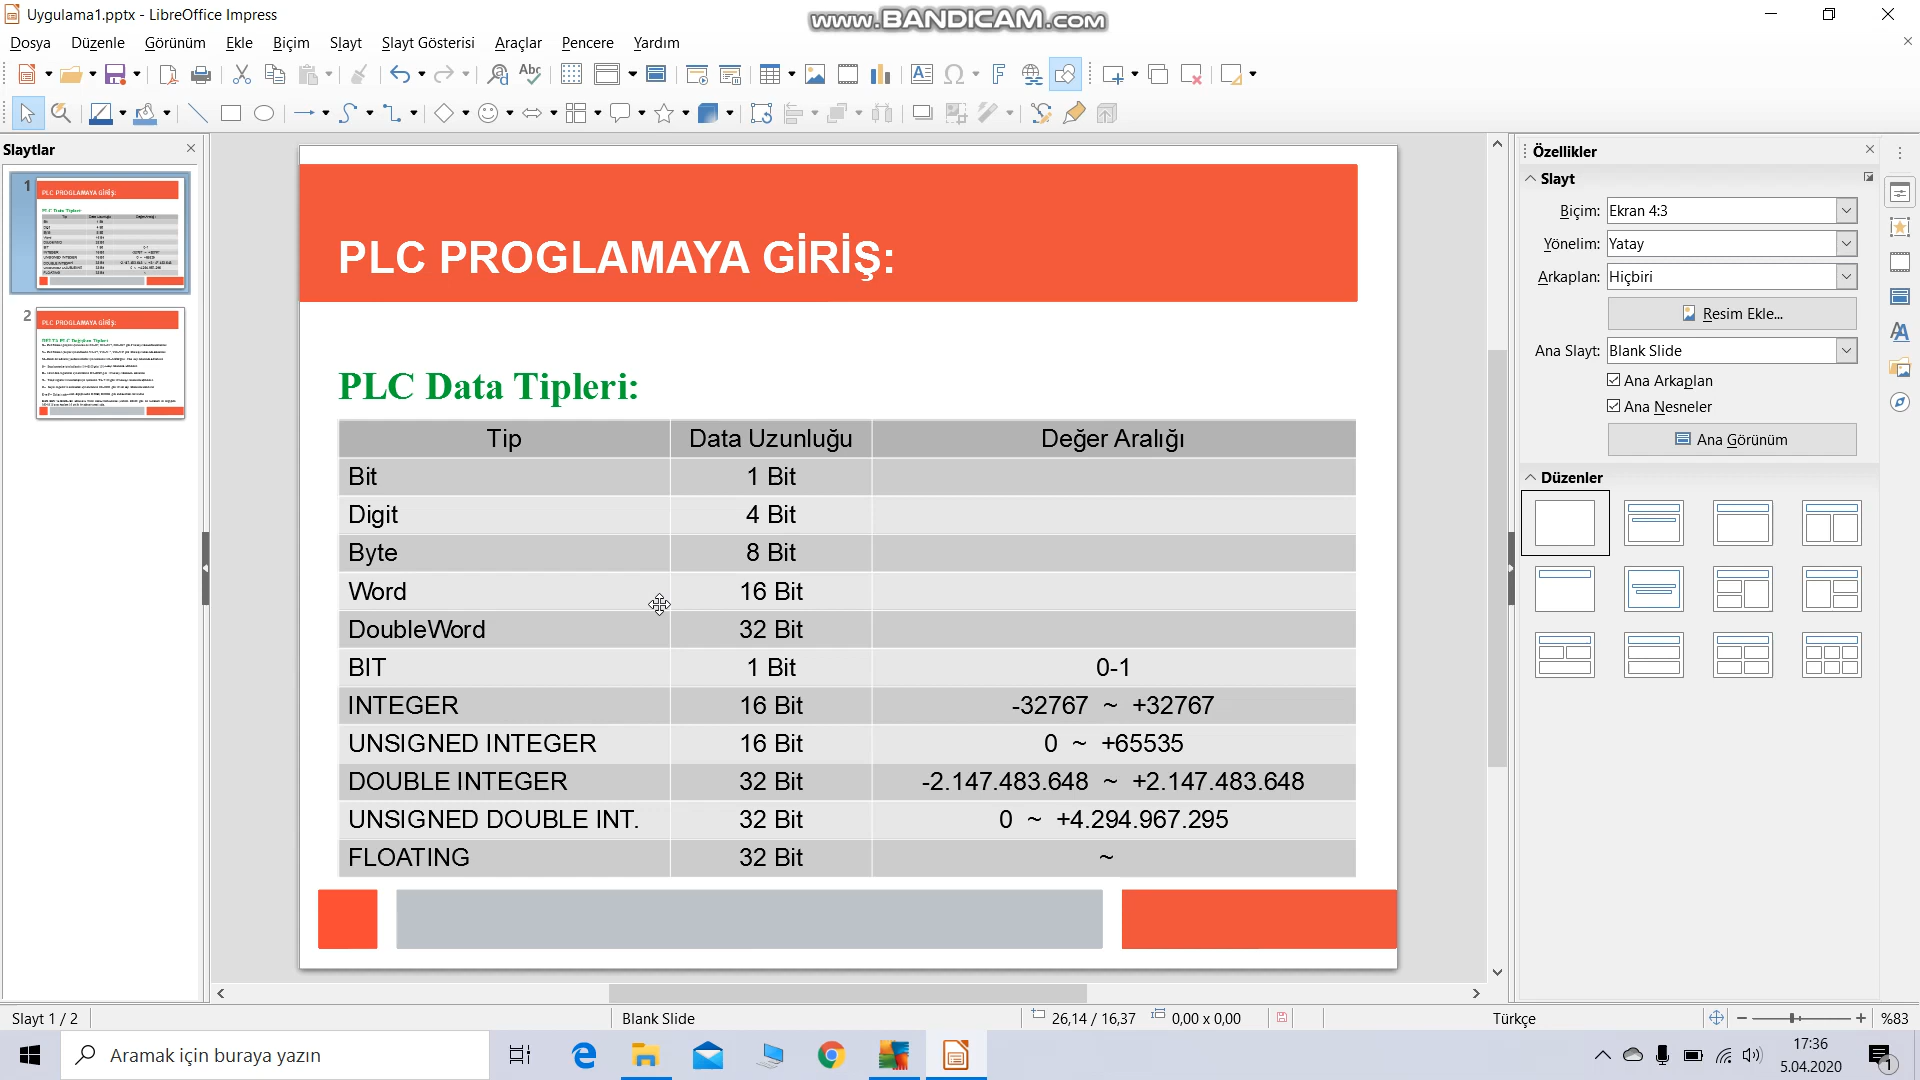 Uygulama1.pptx - LibreOffice Impress
www.BANDICAM.com
Dosya Düzenle Görünüm Ekle Biçim Slayt Slayt Gösterisi Araçlar Pencere Yardım
Slaytlar
1
2
PLC PROGLAMAYA GİRİŞ:
PLC Data Tipleri:
Tip Data Uzunluğu Değer Aralığı
Bit 1 Bit
Digit 4 Bit
Byte 8 Bit
Word 16 Bit
DoubleWord 32 Bit
BIT 1 Bit 0-1
INTEGER 16 Bit -32767 ~ +32767
UNSIGNED INTEGER 16 Bit 0 ~ +65535
DOUBLE INTEGER 32 Bit -2.147.483.648 ~ +2.147.483.648
UNSIGNED DOUBLE INT. 32 Bit 0 ~ +4.294.967.295
FLOATING 32 Bit ~
Özellikler
Slayt
Biçim: Ekran 4:3
Yönelim: Yatay
Arkaplan: Hiçbiri
Resim Ekle...
Ana Slayt: Blank Slide
Ana Arkaplan
Ana Nesneler
Ana Görünüm
Düzenler
Slayt 1 / 2 Blank Slide 26,14 / 16,37 0,00 x 0,00 Türkçe %83
Aramak için buraya yazın
17:36
5.04.2020
1